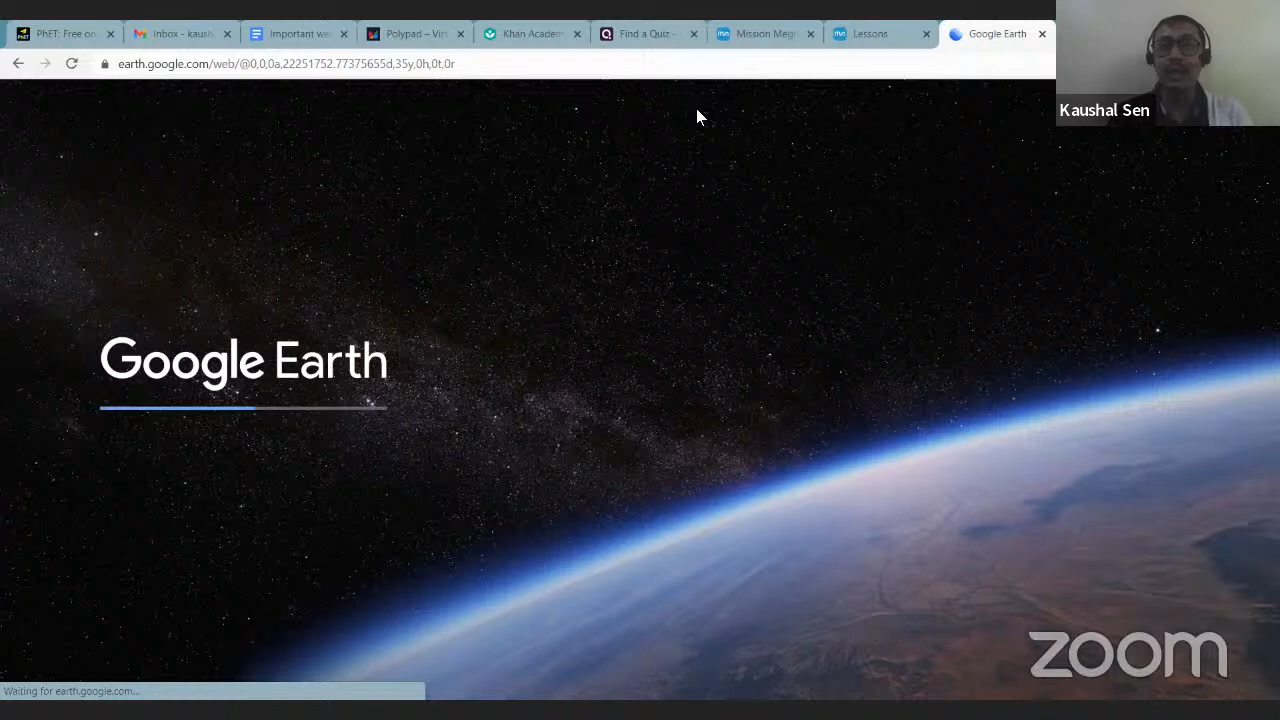 PhET: Free on
Inbox - kaush
Important we
Polypad – Virt
Khan Academ
Find a Quiz -
Mission Meg
Lessons
Google Earth
earth.google.com/web/@0,0,0a,22251752.77375655d,35y,0h,0t,0r
Kaushal Sen
Google Earth
zoom
Waiting for earth.google.com...